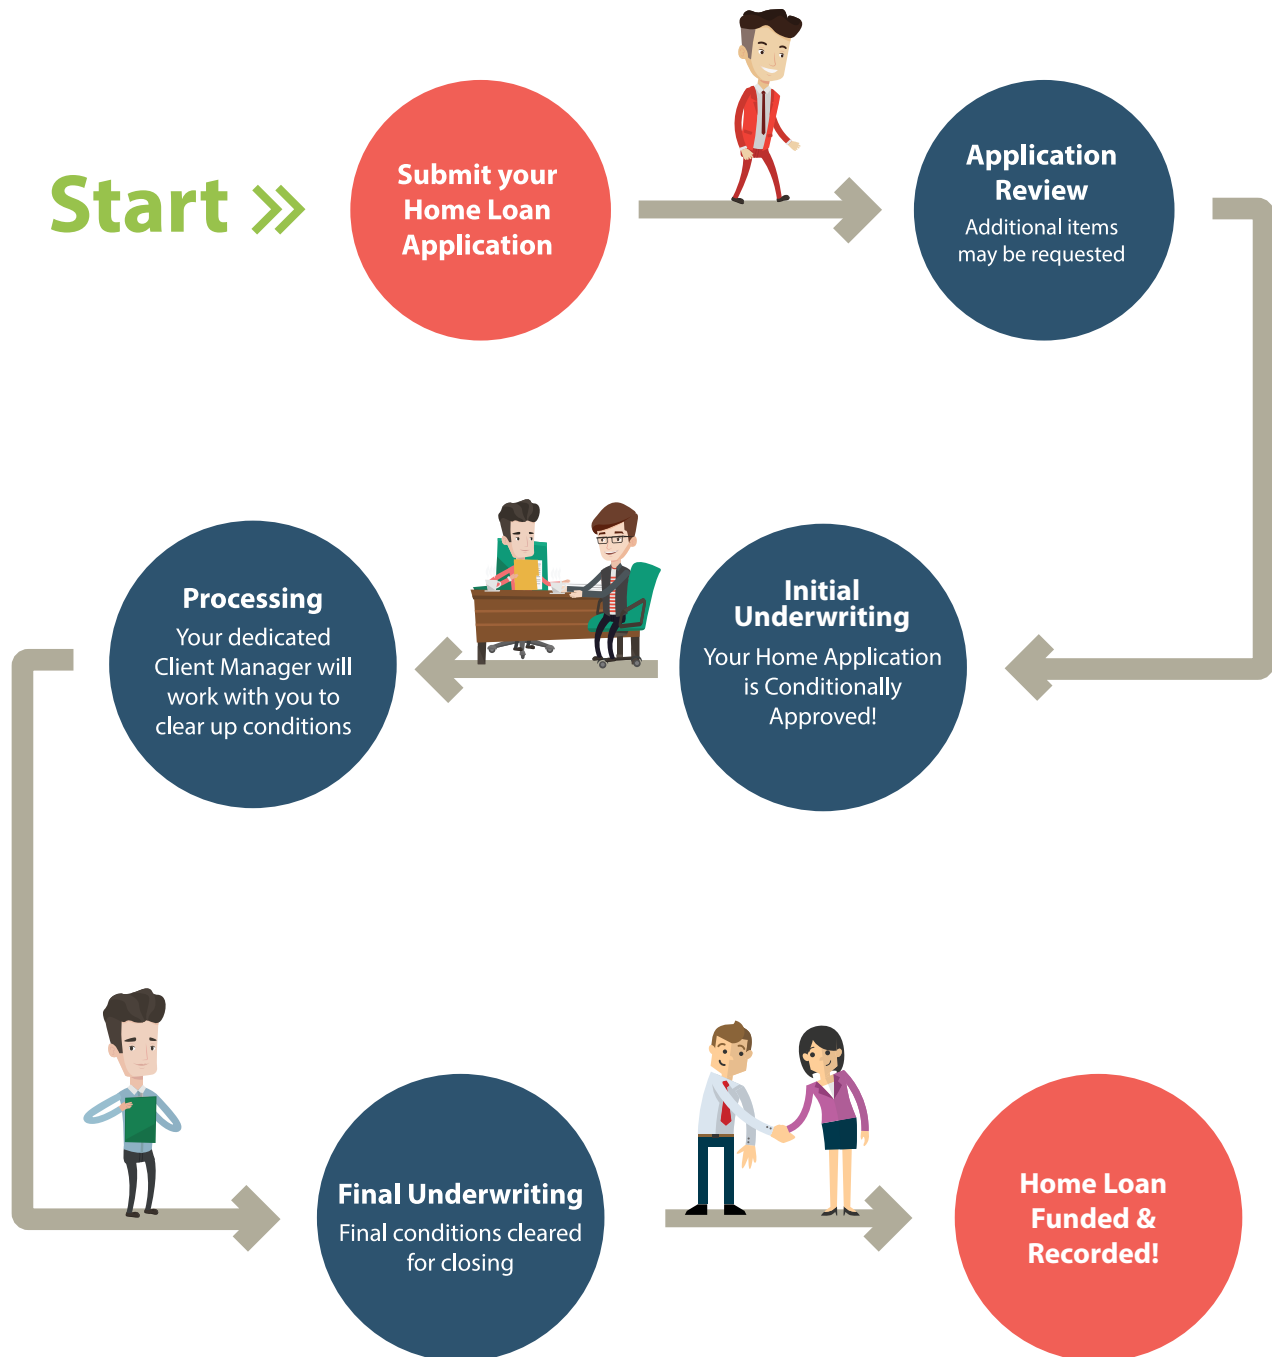 Start
Submit your
Home Loan
Application
Application
Review
Additional items
may be requested
Initial
Underwriting
Your Home Application
is Conditionally
Approved!
Processing
Your dedicated
Client Manager will
work with you to
clear up conditions
Final Underwriting
Final conditions cleared
for closing
Home Loan
Funded &
Recorded!